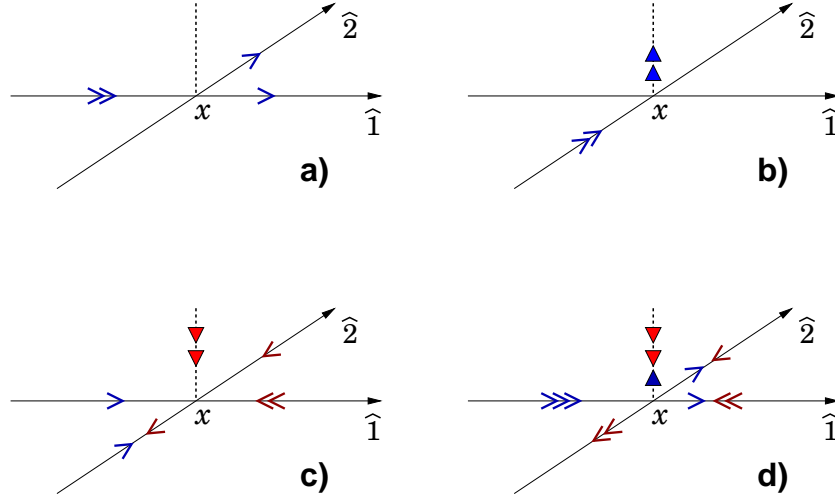 2̂ 2̂
x 1̂ x 1̂
a) b)
2̂ 2̂
x 1̂ x 1̂
c) d)